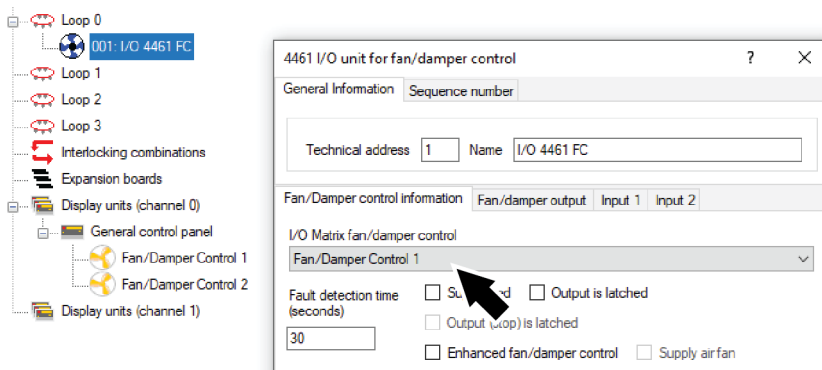 Loop 0
001: I/O 4461 FC
Loop 1
Loop 2
Loop 3
Interlocking combinations
Expansion boards
Display units (channel 0)
General control panel
Fan/Damper Control 1
Fan/Damper Control 2
Display units (channel 1)
4461 I/O unit for fan/damper control
?
General Information Sequence number
Technical address 1 Name I/O 4461 FC
Fan/Damper control information Fan/damper output Input 1 Input 2
I/O Matrix fan/damper control
Fan/Damper Control 1
Fault detection time
(seconds)
30
Output is latched
Output (stop) is latched
Enhanced fan/damper control Supply air fan